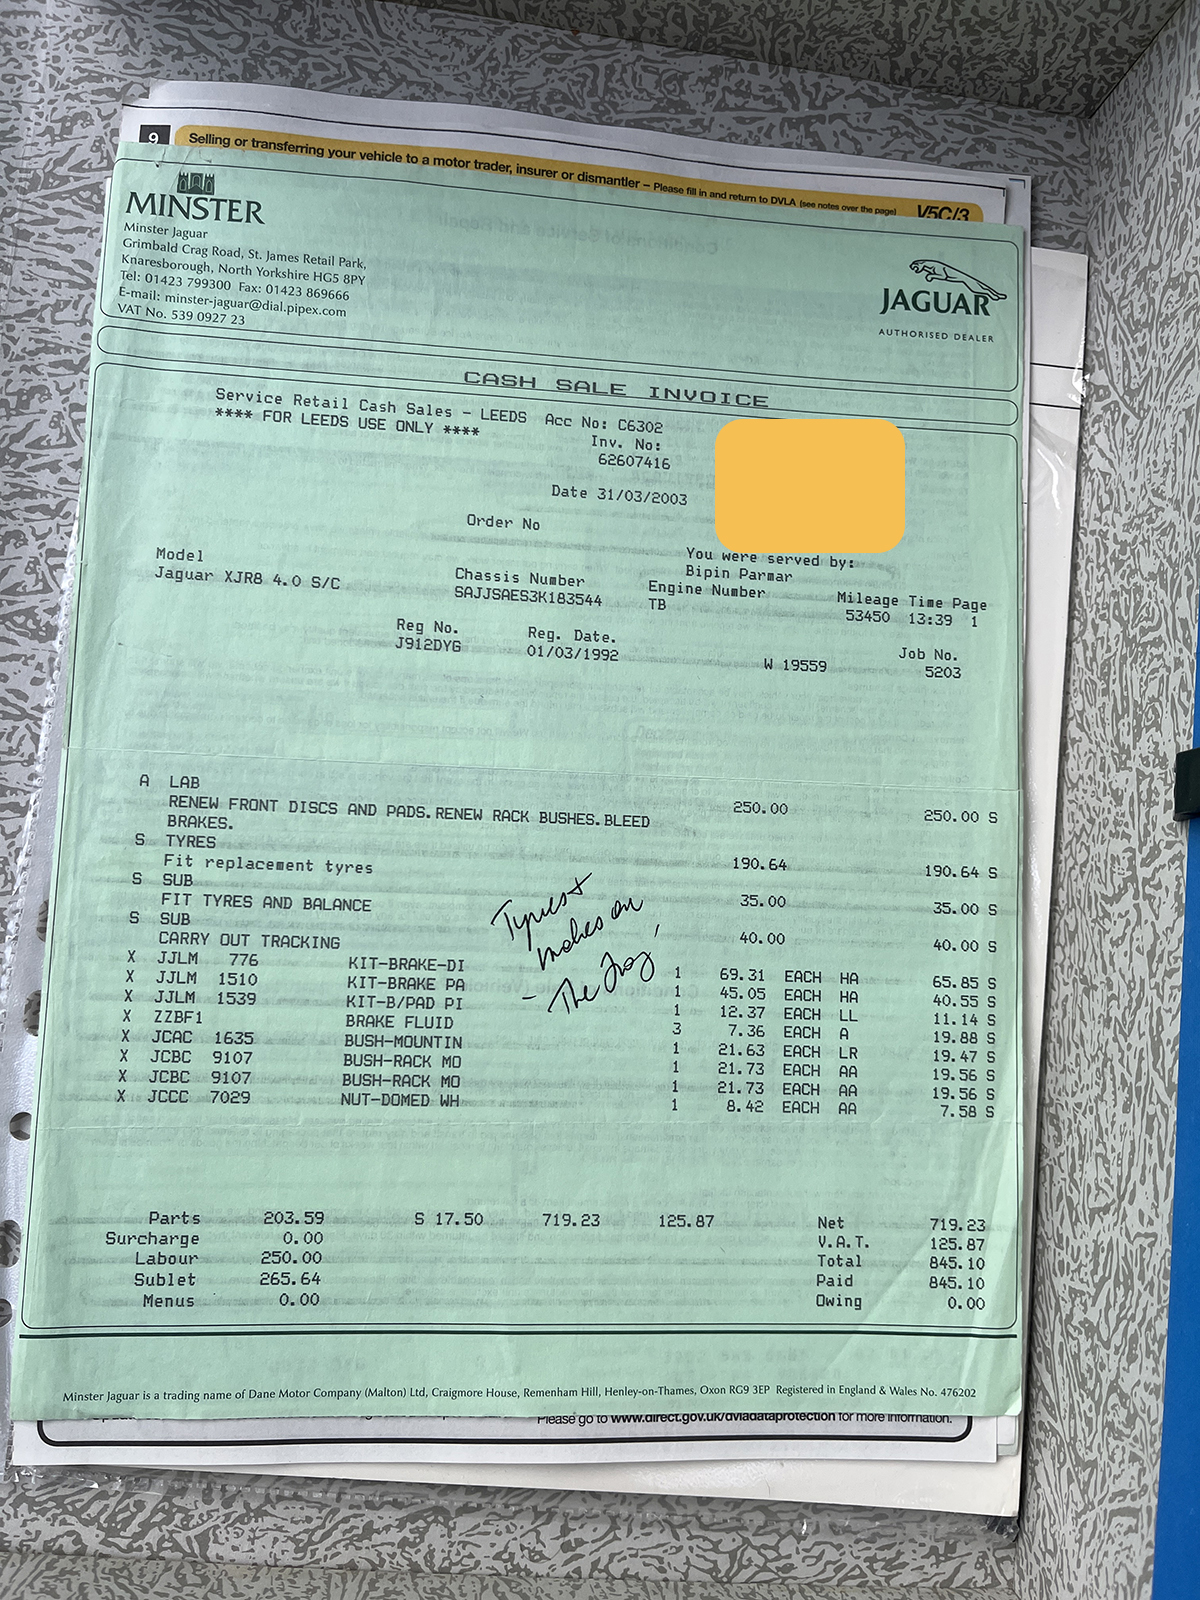 9 Selling or transferring your vehicle to a motor trader, insurer or dismantler – Please fill in and return to DVLA (see notes over the page) V5C/3
MINSTER
Minster Jaguar
Grimbald Crag Road, St. James Retail Park,
Knaresborough, North Yorkshire HG5 8PY
Tel: 01423 799300 Fax: 01423 869666
E-mail: minster-jaguar@dial.pipex.com
VAT No. 539 0927 23
JAGUAR
AUTHORISED DEALER
CASH SALE INVOICE
Service Retail Cash Sales - LEEDS Acc No: C6302
**** FOR LEEDS USE ONLY ****
Inv. No:
62607416
Date 31/03/2003
Order No
You were served by:
Bipin Parmar
Model Chassis Number Engine Number Mileage Time Page
Jaguar XJR8 4.0 S/C SAJJSAES3K183544 TB 53450 13:39 1
Reg No. Reg. Date. Job No.
J912DYG 01/03/1992 W 19559 5203
A LAB 250.00 250.00 S
RENEW FRONT DISCS AND PADS.RENEW RACK BUSHES.BLEED
BRAKES.
S TYRES 190.64 190.64 S
Fit replacement tyres
S SUB 35.00 35.00 S
FIT TYRES AND BALANCE
S SUB 40.00 40.00 S
CARRY OUT TRACKING
Tyres &
on
- The
X JJLM 776 KIT-BRAKE-DI 1 69.31 EACH HA 65.85 S
X JJLM 1510 KIT-BRAKE PA 1 45.05 EACH HA 40.55 S
X JJLM 1539 KIT-B/PAD PI 1 12.37 EACH LL 11.14 S
X ZZBF1 BRAKE FLUID 3 7.36 EACH A 19.88 S
X JCAC 1635 BUSH-MOUNTIN 1 21.63 EACH LR 19.47 S
X JCBC 9107 BUSH-RACK MO 1 21.73 EACH AA 19.56 S
X JCBC 9107 BUSH-RACK MO 1 21.73 EACH AA 19.56 S
X JCCC 7029 NUT-DOMED WH 1 8.42 EACH AA 7.58 S
Parts 203.59 S 17.50 719.23 125.87 Net 719.23
Surcharge 0.00 V.A.T. 125.87
Labour 250.00 Total 845.10
Sublet 265.64 Paid 845.10
Menus 0.00 Owing 0.00
Minster Jaguar is a trading name of Dane Motor Company (Malton) Ltd, Craigmore House, Remenham Hill, Henley-on-Thames, Oxon RG9 3EP Registered in England & Wales No. 476202
Please go to www.direct.gov.uk/dvladataprotection for more information.